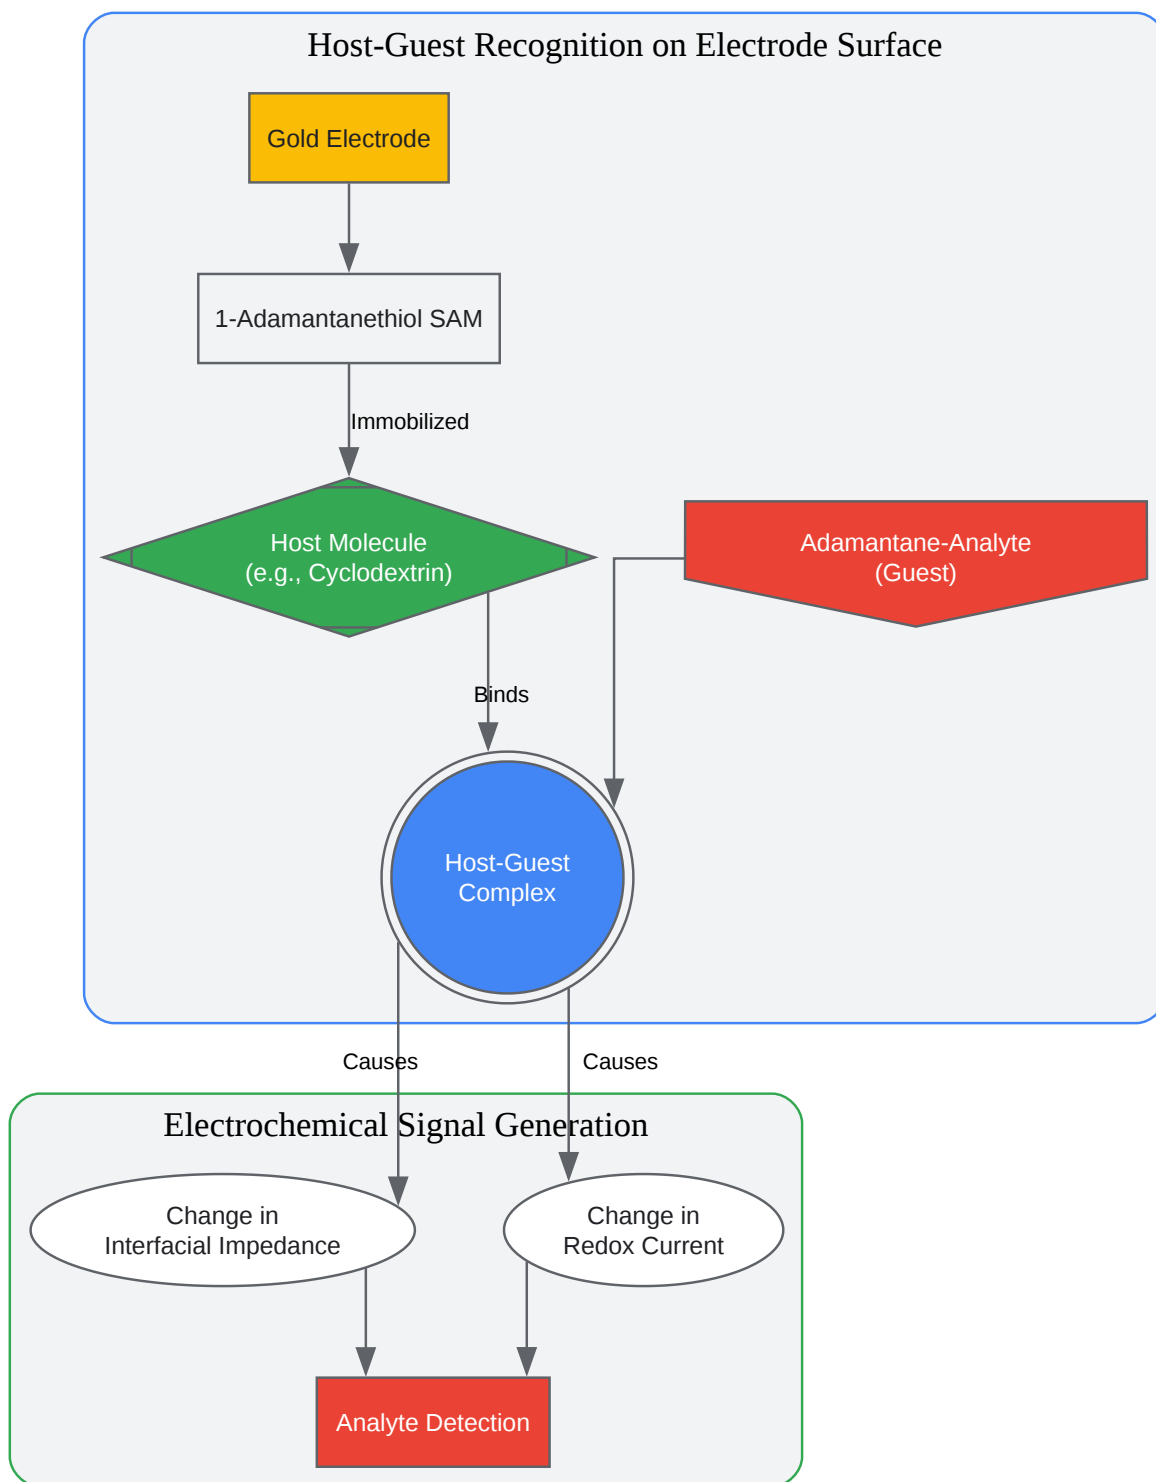 Host-Guest Recognition on Electrode Surface
Gold Electrode
1-Adamantanethiol SAM
Immobilized
Host Molecule
(e.g., Cyclodextrin)
Adamantane-Analyte
(Guest)
Binds
Host-Guest
Complex
Causes
Causes
Electrochemical Signal Generation
Change in
Interfacial Impedance
Change in
Redox Current
Analyte Detection